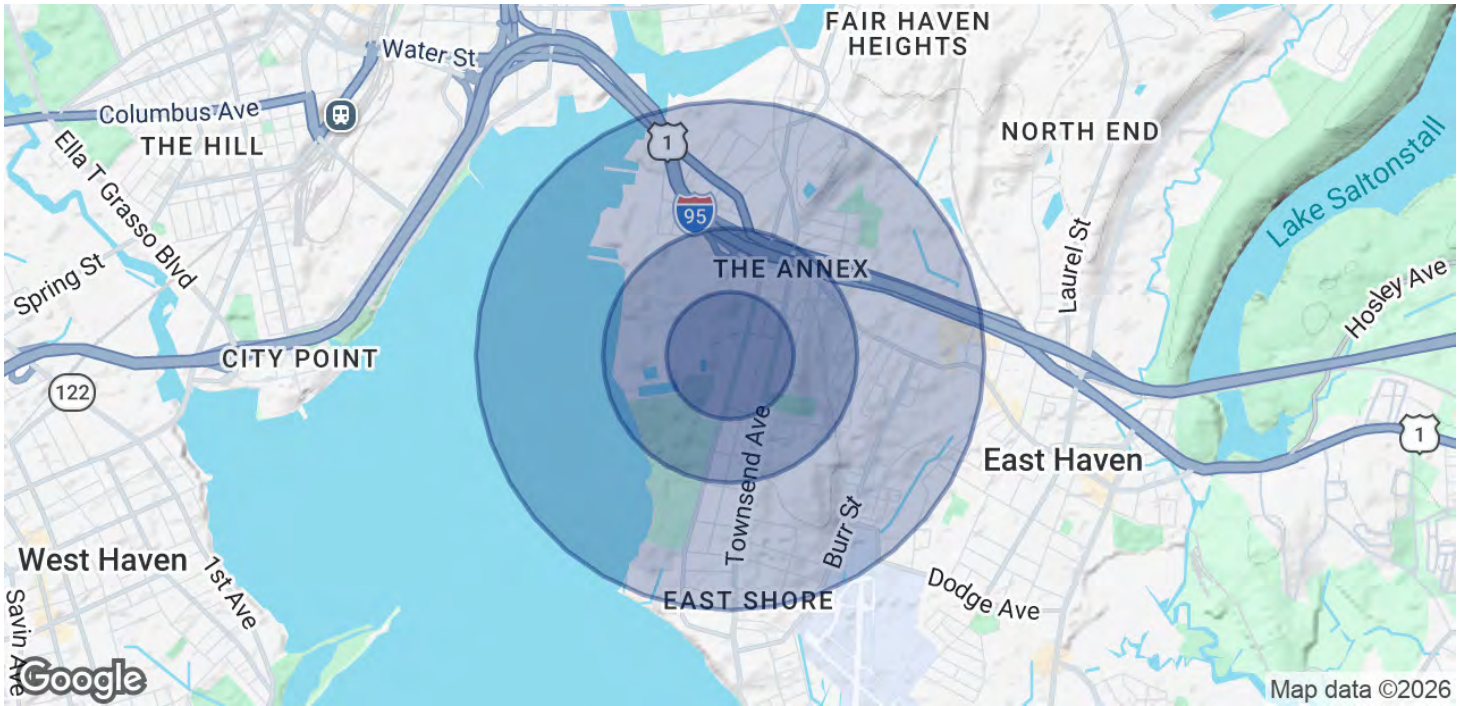 FAIR HAVEN
HEIGHTS
Water St
Columbus Ave
THE HILL
1
NORTH END
Ella T Grasso Blvd
Lake Saltonstall
95
Laurel St
THE ANNEX
Spring St
Hosley Ave
CITY POINT
122
1
East Haven
Townsend Ave
Burr St
West Haven
1st Ave
Dodge Ave
EAST SHORE
Savin Ave
Google
Map data ©2026